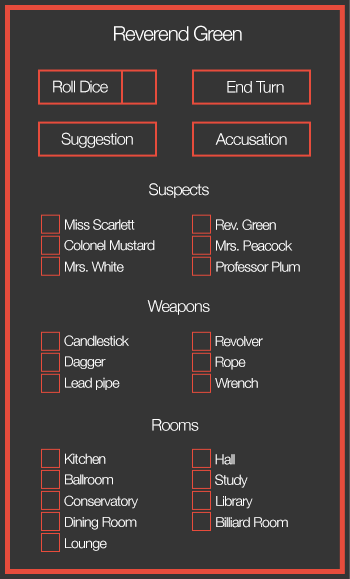 Reverend Green
Roll Dice
End Turn
Suggestion
Accusation
Suspects
Miss Scarlett
Rev. Green
Colonel Mustard
Mrs. Peacock
Mrs. White
Professor Plum
Weapons
Candlestick
Revolver
Dagger
Rope
Lead pipe
Wrench
Rooms
Kitchen
Hall
Ballroom
Study
Conservatory
Library
Dining Room
Billiard Room
Lounge